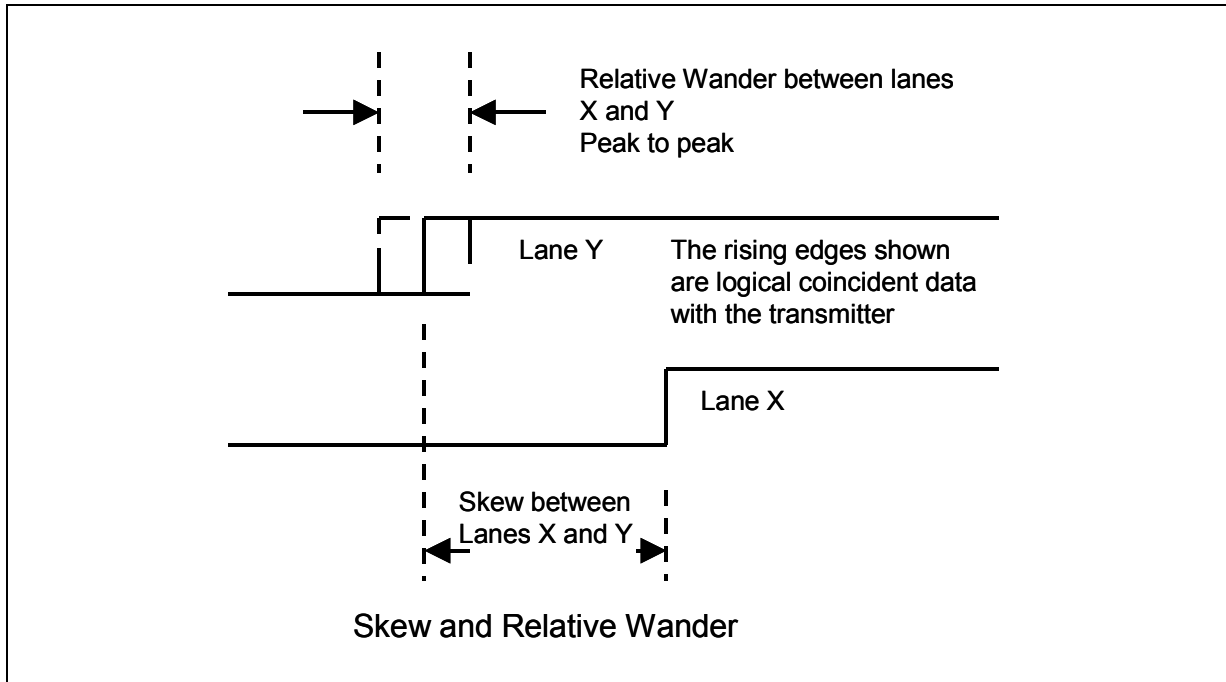 Relative Wander between lanes
X and Y
Peak to peak
Lane Y
The rising edges shown
are logical coincident data
with the transmitter
Lane X
Skew between
Lanes X and Y
Skew and Relative Wander